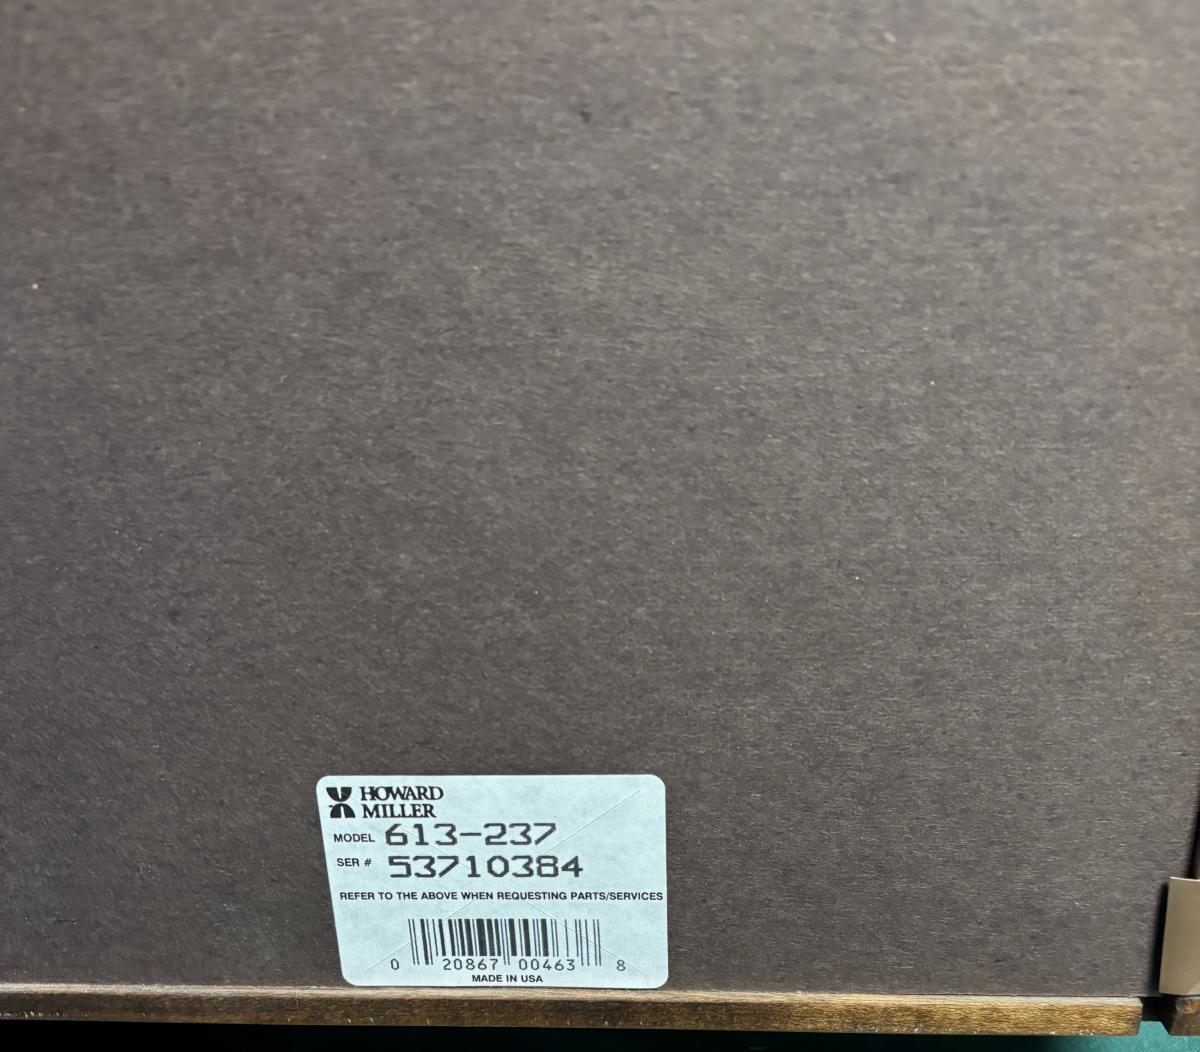 HOWARD
MILLER
MODEL 613-237
SER # 53710384
REFER TO THE ABOVE WHEN REQUESTING PARTS/SERVICES
0 20867 00463 8
MADE IN USA